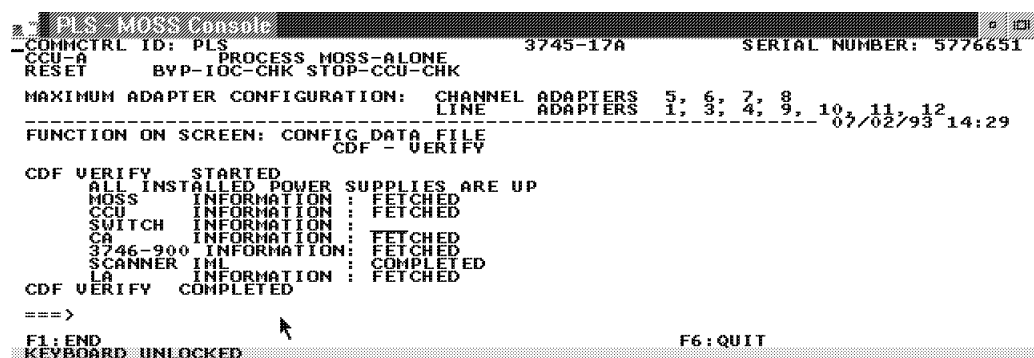 PLS - MOSS Console
COMMCTRL ID: PLS 3745-17A SERIAL NUMBER: 5776651
CCU-A PROCESS MOSS-ALONE
RESET BYP-IOC-CHK STOP-CCU-CHK
MAXIMUM ADAPTER CONFIGURATION: CHANNEL ADAPTERS 5, 6, 7, 8
LINE ADAPTERS 1, 3, 4, 9, 10, 11, 12
07/02/93 14:29
FUNCTION ON SCREEN: CONFIG DATA FILE
CDF - VERIFY
CDF VERIFY STARTED
ALL INSTALLED POWER SUPPLIES ARE UP
MOSS INFORMATION : FETCHED
CCU INFORMATION : FETCHED
SWITCH INFORMATION : ___
CA INFORMATION : FETCHED
3746-900 INFORMATION: FETCHED
SCANNER IML : COMPLETED
LA INFORMATION : FETCHED
CDF VERIFY COMPLETED
===>
F1:END F6:QUIT
KEYBOARD UNLOCKED